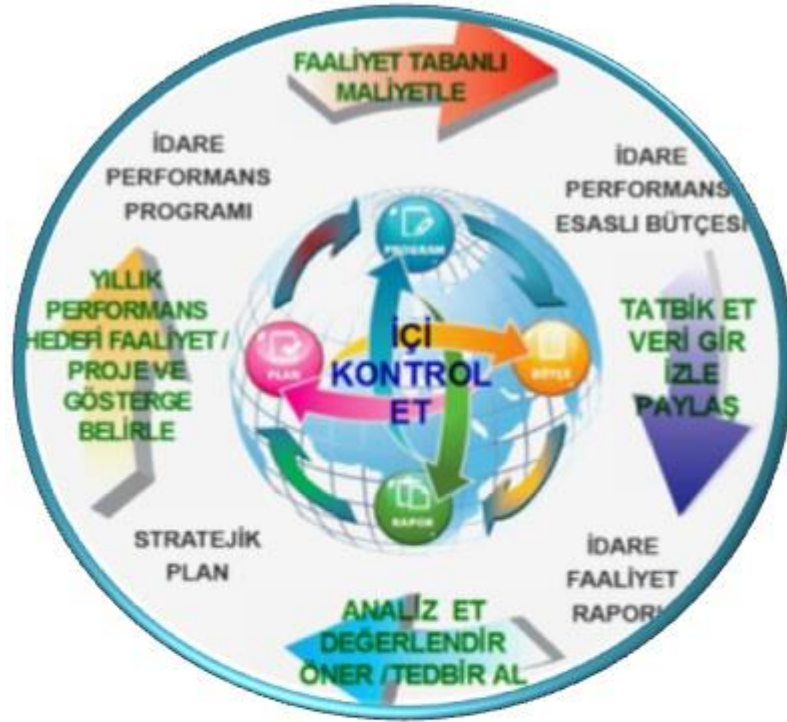 FAALİYET TABANLI
MALİYETLE
İDARE
PERFORMANS
PROGRAMI
İDARE
PERFORMANS
ESASLI BÜTÇESİ
PROGRAM
YILLIK
PERFORMANS
HEDEFİ FAALİYET /
PROJE VE
GÖSTERGE
BELİRLE
PLAN
İÇİ
KONTROL
ET
BÜTÇE
TATBİK ET
VERİ GİR
İZLE
PAYLAŞ
RAPOR
STRATEJİK
PLAN
İDARE
FAALİYET
RAPORU
ANALİZ ET
DEĞERLENDİR
ÖNER / TEDBİR AL